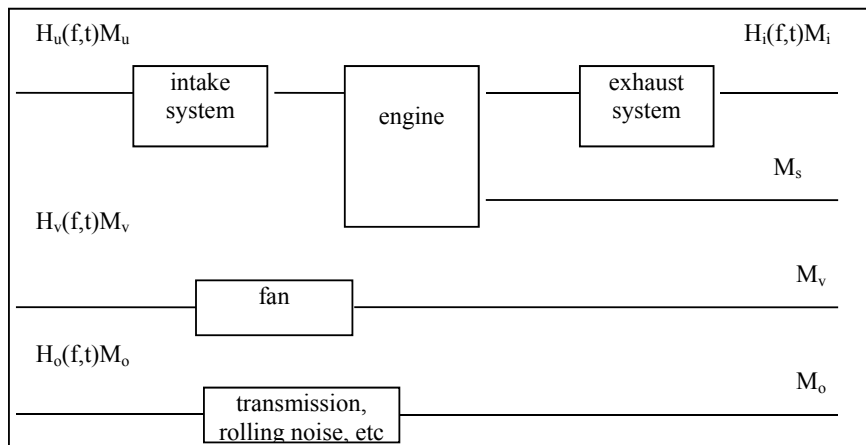 Hᵤ(f,t)Mᵤ
Hᵢ(f,t)Mᵢ
intake
system
engine
exhaust
system
Mₛ
Hᵥ(f,t)Mᵥ
fan
Mᵥ
Hₒ(f,t)Mₒ
Mₒ
transmission,
rolling noise, etc